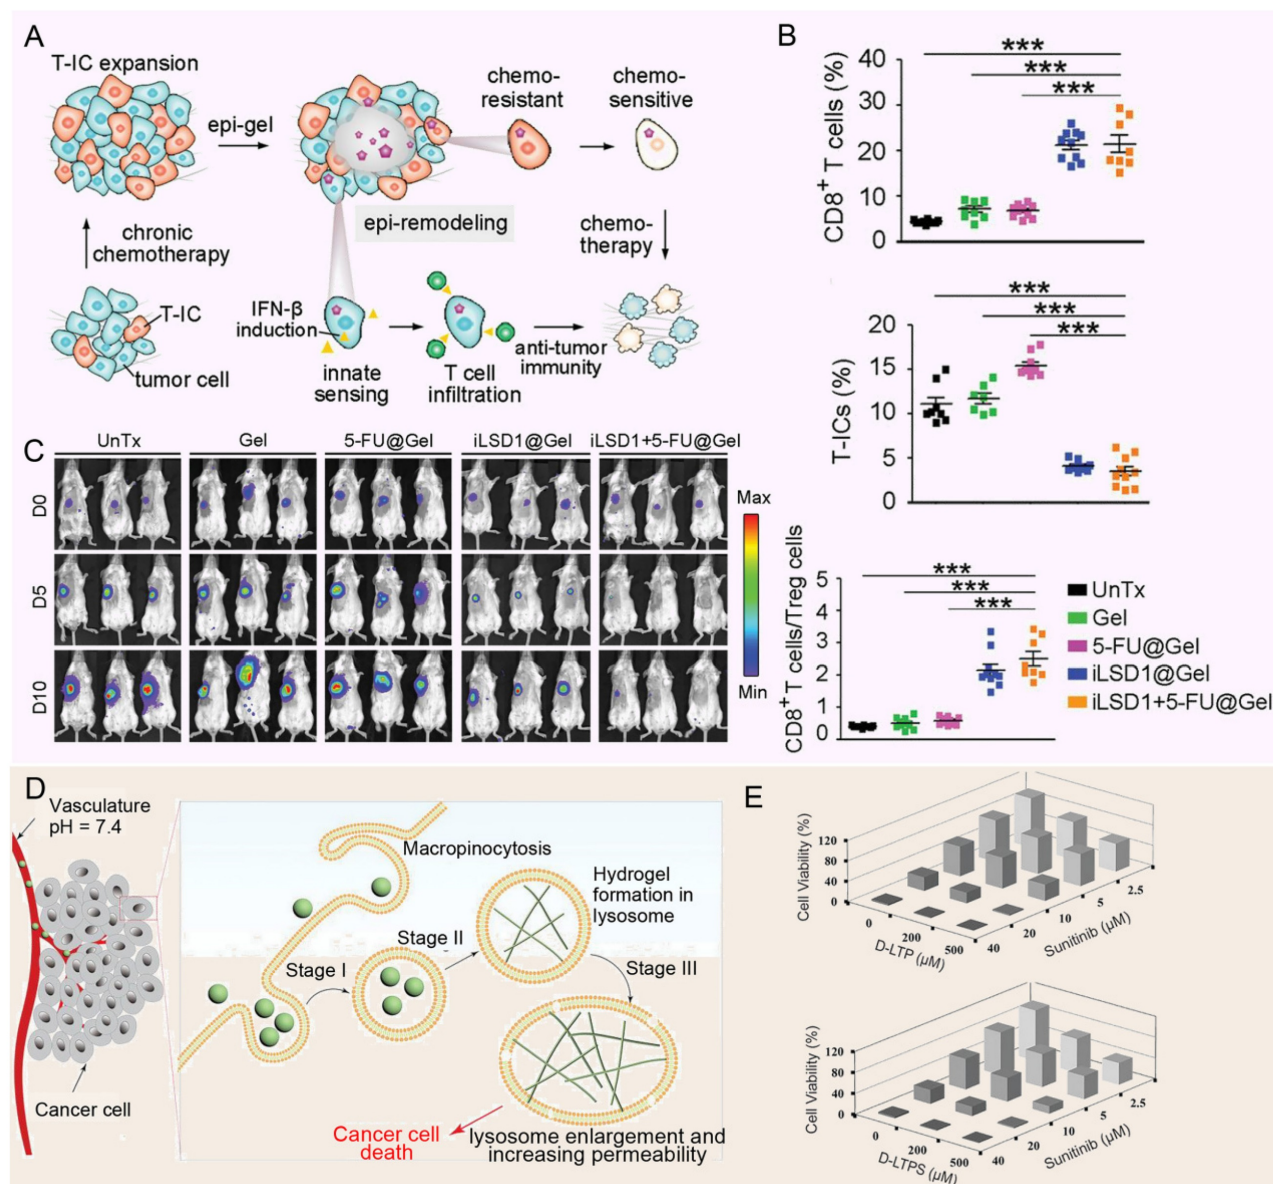 A
T-IC expansion
epi-gel
chemo-
resistant
chemo-
sensitive
epi-remodeling
chronic
chemotherapy
chemo-
therapy
T-IC
tumor cell
IFN-β
induction
innate
sensing
T cell
infiltration
anti-tumor
immunity
B
***
***
***
CD8+ T cells (%)
40
30
20
10
0
***
***
***
T-ICs (%)
20
15
10
5
0
***
***
***
CD8+T cells/Treg cells
5
4
3
2
1
0
UnTx
Gel
5-FU@Gel
iLSD1@Gel
iLSD1+5-FU@Gel
C
UnTx
Gel
5-FU@Gel
iLSD1@Gel
iLSD1+5-FU@Gel
D0
D5
D10
Max
Min
D
Vasculature
pH = 7.4
Cancer cell
Macropinocytosis
Hydrogel
formation in
lysosome
Stage I
Stage II
Stage III
Cancer cell
death
lysosome enlargement and
increasing permeability
E
Cell Viability (%)
120
80
40
0
0
200
500
D-LTP (μM)
40
20
10
5
2.5
Sunitinib (μM)
Cell Viability (%)
120
80
40
0
0
200
500
D-LTPS (μM)
40
20
10
5
2.5
Sunitinib (μM)